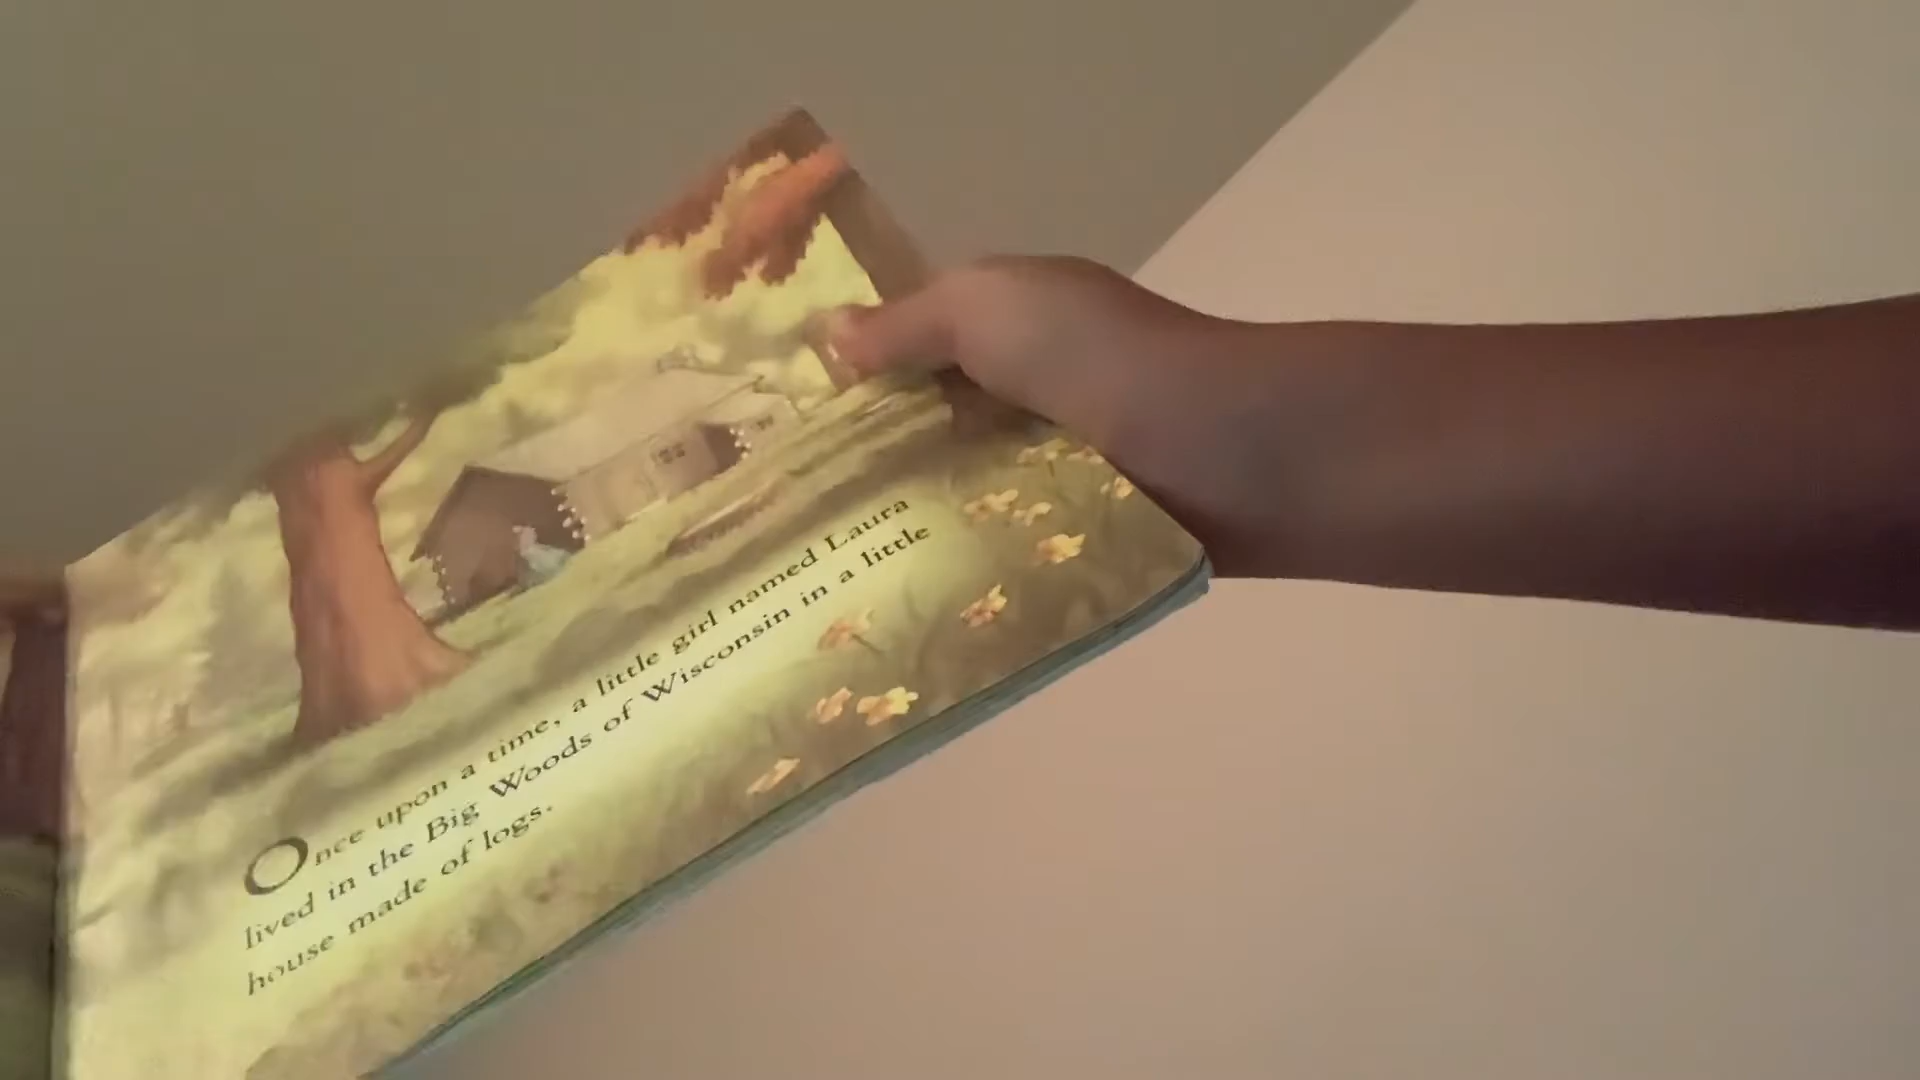 Once upon a time, a little girl named Laura
lived in the Big Woods of Wisconsin in a little
house made of logs.